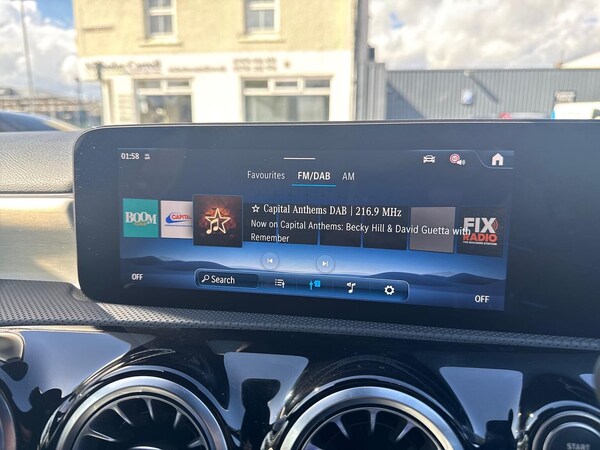 01:58
Favourites FM/DAB AM
BOOM
CAPITAL
☆ Capital Anthems DAB | 216.9 MHz
Now on Capital Anthems: Becky Hill & David Guetta with
Remember
FIX
RADIO
OFF
Search
OFF
START